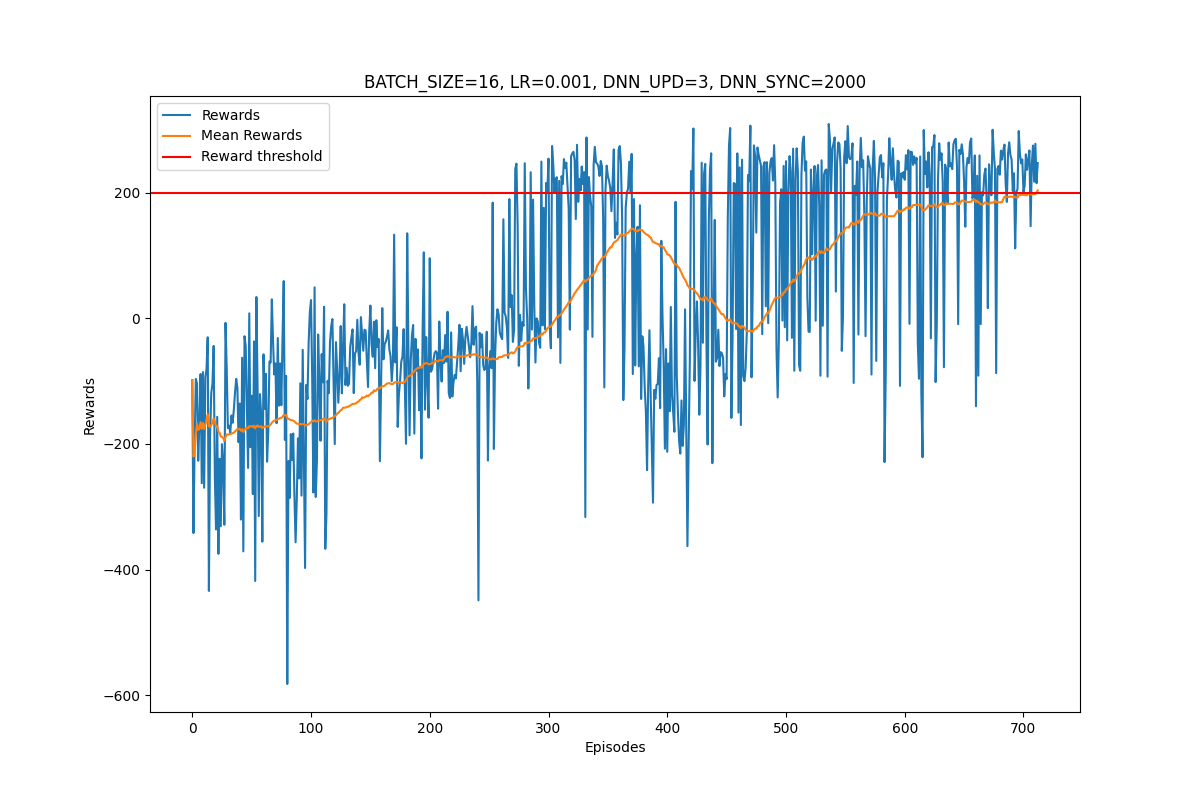 BATCH_SIZE=16, LR=0.001, DNN_UPD=3, DNN_SYNC=2000
Rewards
Mean Rewards
Reward threshold
200
0
−200
−400
−600
Rewards
0 100 200 300 400 500 600 700
Episodes